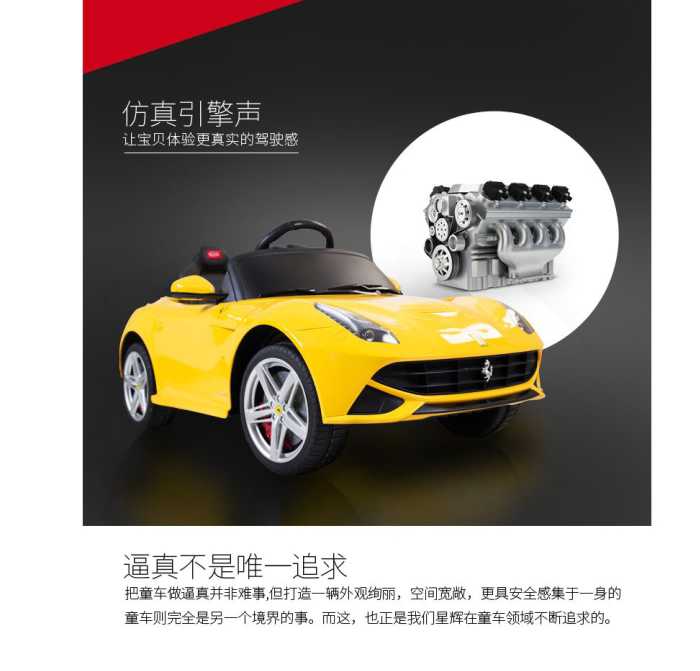 仿真引擎声
让宝贝体验更真实的驾驶感
逼真不是唯一追求
把童车做逼真并非难事,但打造一辆外观绚丽，空间宽敞，更具安全感集于一身的
童车则完全是另一个境界的事。而这，也正是我们星辉在童车领域不断追求的。